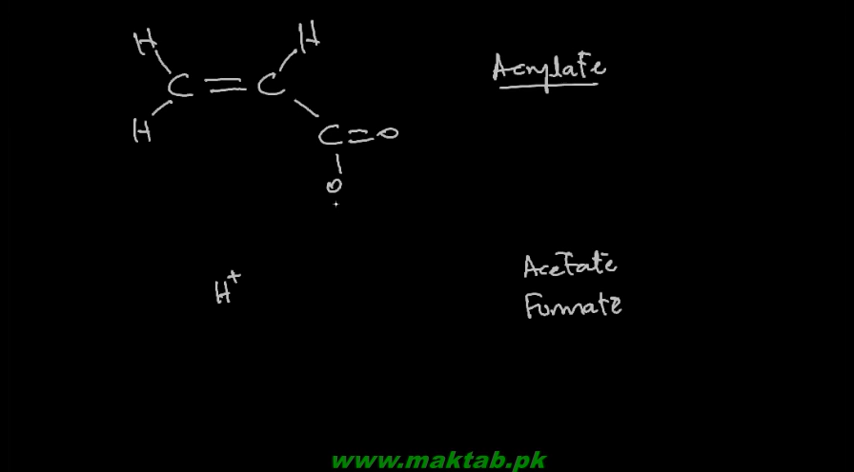 H H
C = C
Acrylate
H
C = O
O
H+
Acetate
Formate
www.maktab.pk